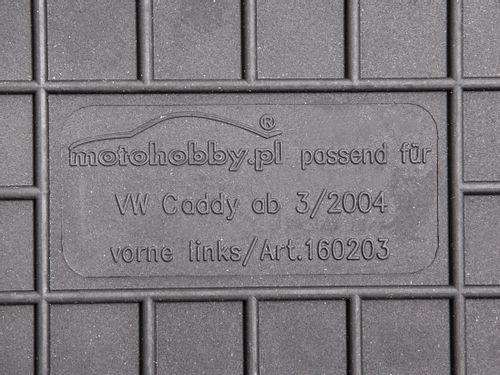 motohobby.pl® passend für
VW Caddy ab 3/2004
vorne links/Art.160203